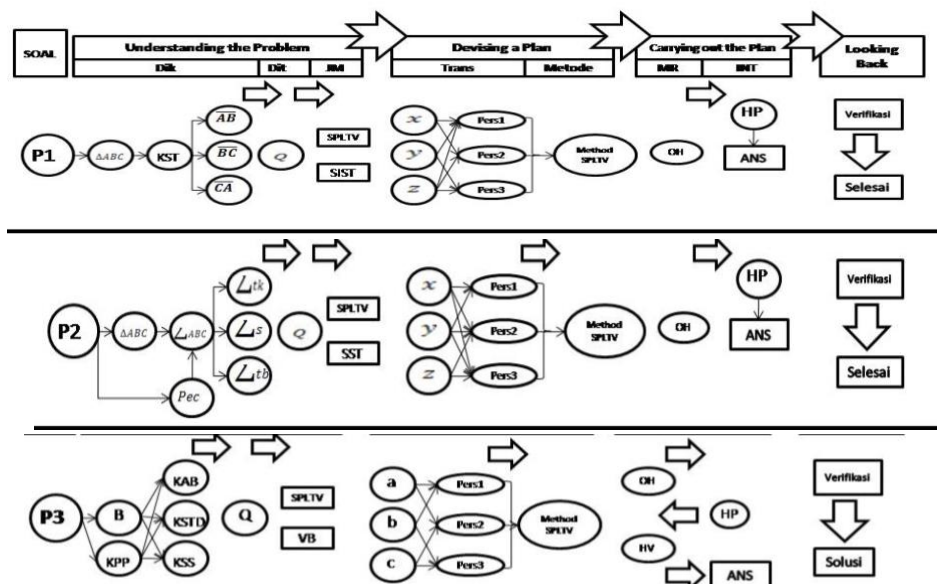 SOAL
Understanding the Problem
Dik
Dit
JM
Devising a Plan
Trans
Metode
Carrying out the Plan
MR
INT
Looking
Back
P1
ΔABC
KST
AB
BC
CA
Q
SPLTV
SIST
x
y
z
Pers1
Pers2
Pers3
Method
SPLTV
OH
HP
ANS
Verifikasi
Selesai
P2
ΔABC
∠ABC
Pec
∠tk
∠s
∠tb
Q
SPLTV
SST
x
y
z
Pers1
Pers2
Pers3
Method
SPLTV
OH
HP
ANS
Verifikasi
Selesai
P3
B
KPP
KAB
KSTD
KSS
Q
SPLTV
VB
a
b
c
Pers1
Pers2
Pers3
Method
SPLTV
OH
HP
HV
ANS
Verifikasi
Solusi